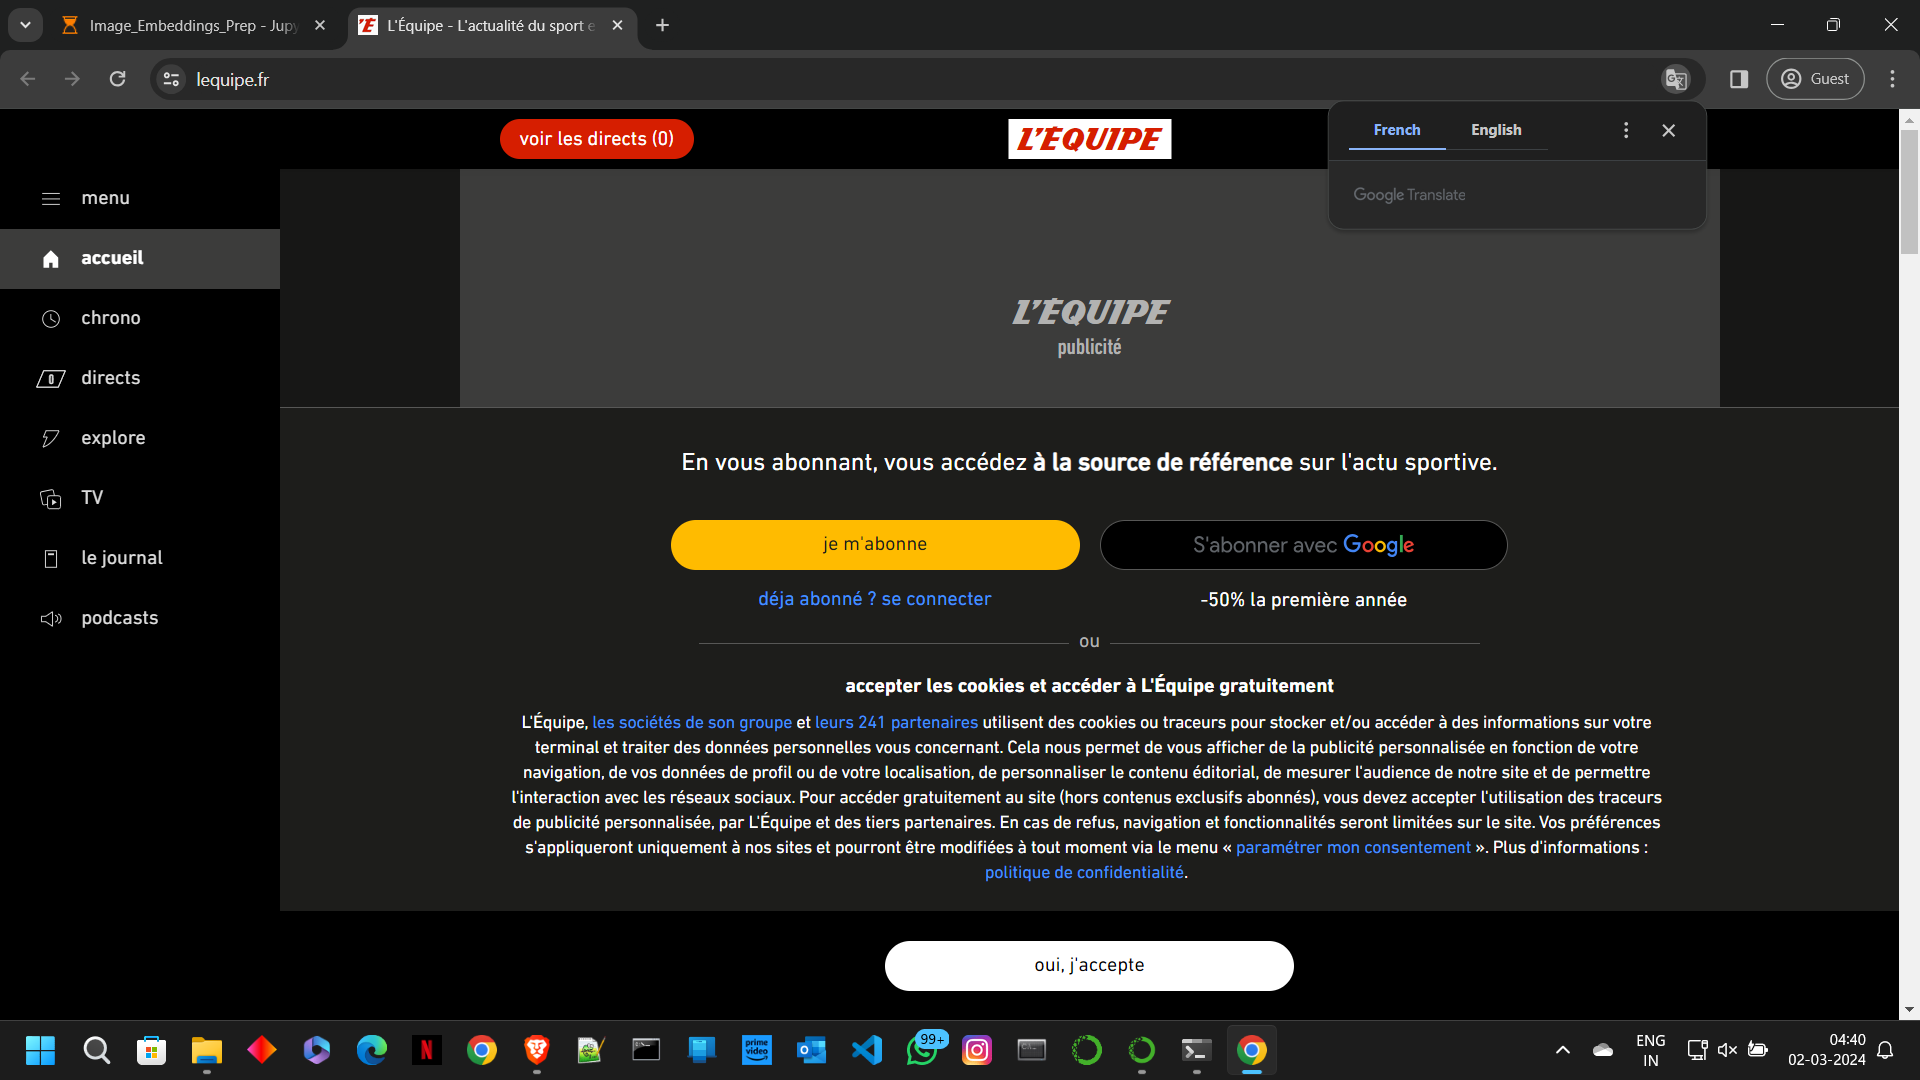 Image_Embeddings_Prep - Jupy
L'Équipe - L'actualité du sport e
lequipe.fr
Guest
voir les directs (0)
L'ÉQUIPE
French
English
Google Translate
menu
accueil
chrono
directs
explore
TV
le journal
podcasts
L'ÉQUIPE
publicité
En vous abonnant, vous accédez à la source de référence sur l'actu sportive.
je m'abonne
S'abonner avec Google
déja abonné ? se connecter
-50% la première année
ou
accepter les cookies et accéder à L'Équipe gratuitement
L'Équipe, les sociétés de son groupe et leurs 241 partenaires utilisent des cookies ou traceurs pour stocker et/ou accéder à des informations sur votre
terminal et traiter des données personnelles vous concernant. Cela nous permet de vous afficher de la publicité personnalisée en fonction de votre
navigation, de vos données de profil ou de votre localisation, de personnaliser le contenu éditorial, de mesurer l'audience de notre site et de permettre
l'interaction avec les réseaux sociaux. Pour accéder gratuitement au site (hors contenus exclusifs abonnés), vous devez accepter l'utilisation des traceurs
de publicité personnalisée, par L'Équipe et des tiers partenaires. En cas de refus, navigation et fonctionnalités seront limitées sur le site. Vos préférences
s'appliqueront uniquement à nos sites et pourront être modifiées à tout moment via le menu « paramétrer mon consentement ». Plus d'informations :
politique de confidentialité.
oui, j'accepte
prime
video
99+
ENG
IN
04:40
02-03-2024